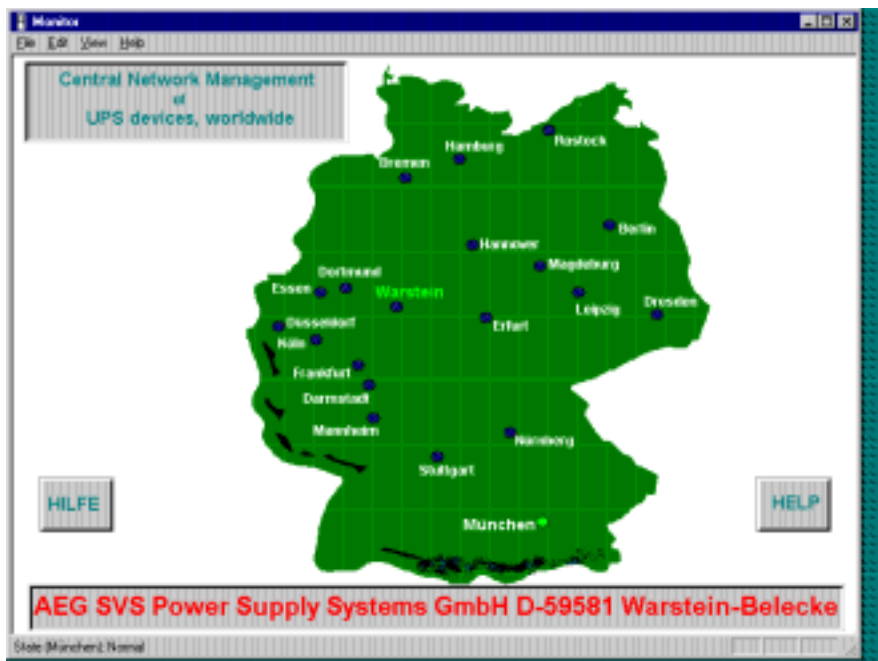 Monitor
File Edit View Help
Central Network Management
of
UPS devices, worldwide
Rostock
Hamburg
Bremen
Berlin
Hannover
Magdeburg
Dortmund
Essen
Warstein
Dresden
Leipzig
Düsseldorf
Erfurt
Köln
Frankfurt
Darmstadt
Mannheim
Nürnberg
Stuttgart
HILFE
HELP
München
AEG SVS Power Supply Systems GmbH D-59581 Warstein-Belecke
State (München): Normal